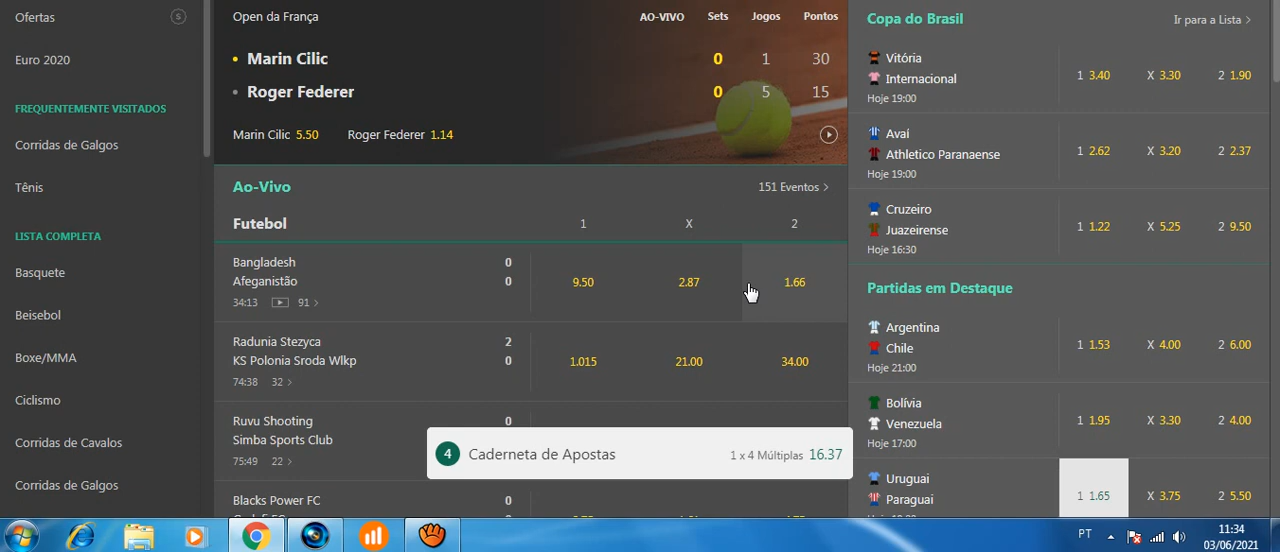 Ofertas
S
Euro 2020
FREQUENTEMENTE VISITADOS
Corridas de Galgos
Tênis
LISTA COMPLETA
Basquete
Beisebol
Boxe/MMA
Ciclismo
Corridas de Cavalos
Corridas de Galgos
Open da França AO-VIVO Sets Jogos Pontos
Marin Cilic 0 1 30
Roger Federer 0 5 15
Marin Cilic 5.50 Roger Federer 1.14
Ao-Vivo 151 Eventos >
Futebol 1 X 2
Bangladesh 0
Afeganistão 0
9.50 2.87 1.66
34:13 91 >
Radunia Stezyca 2
KS Polonia Sroda Wlkp 0
1.015 21.00 34.00
74:38 32 >
Ruvu Shooting 0
Simba Sports Club
75:49 22 >
Blacks Power FC 0
4 Caderneta de Apostas 1 x 4 Múltiplas 16.37
Copa do Brasil Ir para a Lista >
Vitória
Internacional
Hoje 19:00
1 3.40 X 3.30 2 1.90
Avaí
Athletico Paranaense
Hoje 19:00
1 2.62 X 3.20 2 2.37
Cruzeiro
Juazeirense
Hoje 16:30
1 1.22 X 5.25 2 9.50
Partidas em Destaque
Argentina
Chile
Hoje 21:00
1 1.53 X 4.00 2 6.00
Bolívia
Venezuela
Hoje 17:00
1 1.95 X 3.30 2 4.00
Uruguai
Paraguai
1 1.65 X 3.75 2 5.50
PT
11:34
03/06/2021